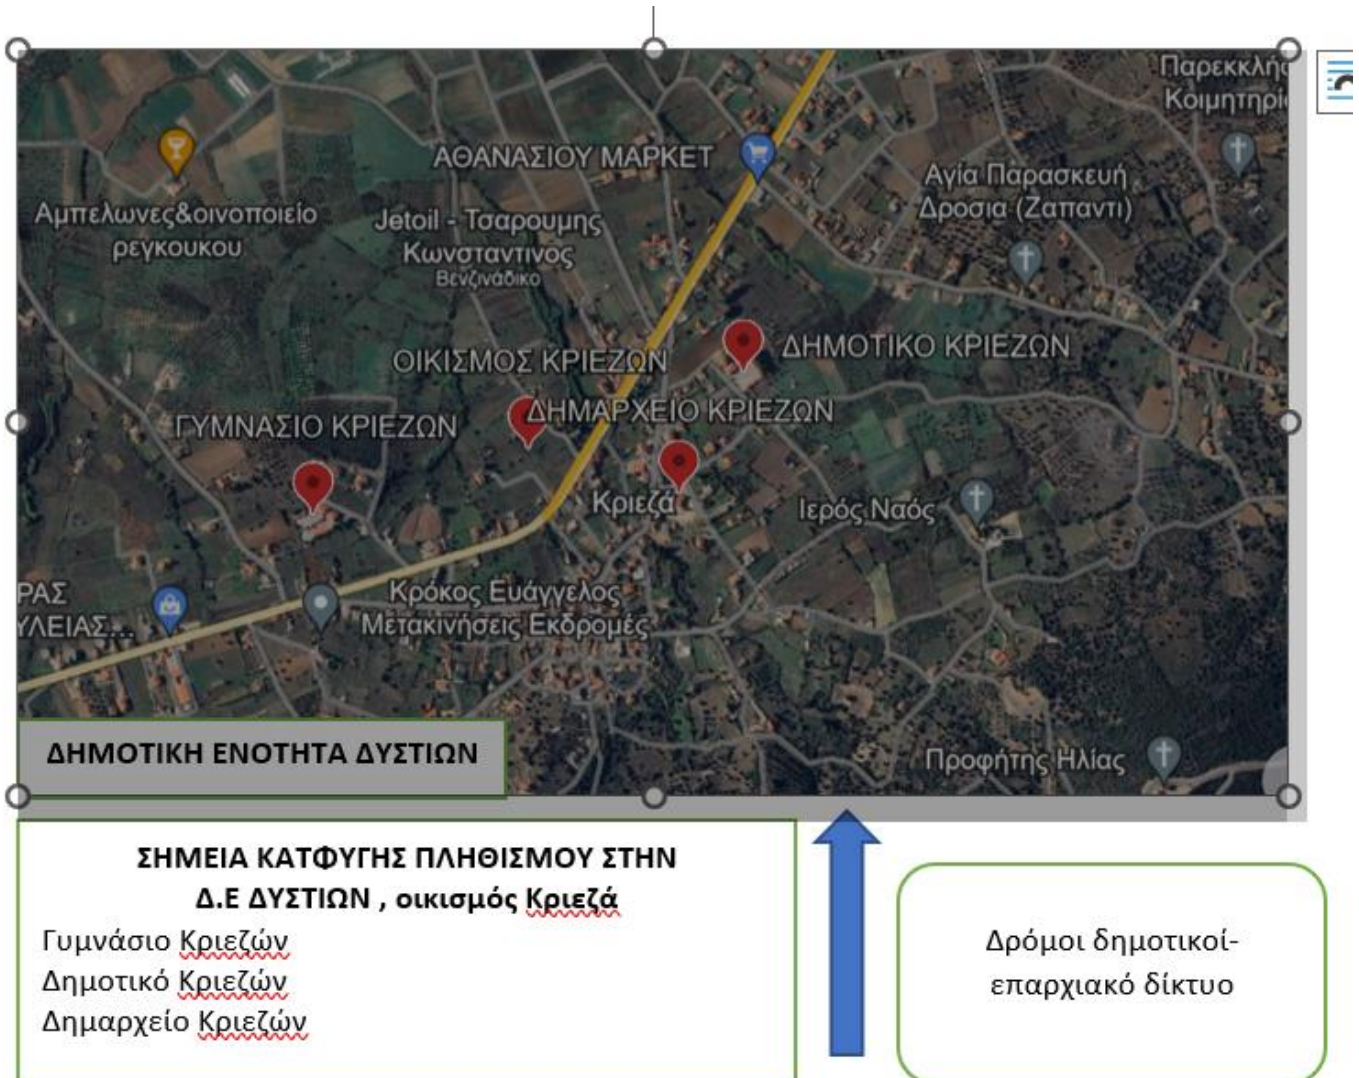 Παρεκκλήσ
Κοιμητηρίο
ΑΘΑΝΑΣΙΟΥ ΜΑΡΚΕΤ
Αγία Παρασκευή
Δροσια (Ζαπαντι)
Αμπελωνες&οινοποιείο
ρεγκουκου
Jetoil - Τσαρουμης
Κωνσταντινος
Βενζινάδικο
ΟΙΚΙΣΜΟΣ ΚΡΙΕΖΩΝ
ΔΗΜΟΤΙΚΟ ΚΡΙΕΖΩΝ
ΓΥΜΝΑΣΙΟ ΚΡΙΕΖΩΝ
ΔΗΜΑΡΧΕΙΟ ΚΡΙΕΖΩΝ
Κριεζά
Ιερός Ναός
ΡΑΣ
ΥΛΕΙΑΣ...
Κρόκος Ευάγγελος
Μετακινήσεις Εκδρομές
Προφήτης Ηλίας
ΔΗΜΟΤΙΚΗ ΕΝΟΤΗΤΑ ΔΥΣΤΙΩΝ
ΣΗΜΕΙΑ ΚΑΤΦΥΓΗΣ ΠΛΗΘΙΣΜΟΥ ΣΤΗΝ
Δ.Ε ΔΥΣΤΙΩΝ , οικισμός Κριεζά
Γυμνάσιο Κριεζών
Δημοτικό Κριεζών
Δημαρχείο Κριεζών
Δρόμοι δημοτικοί-
επαρχιακό δίκτυο